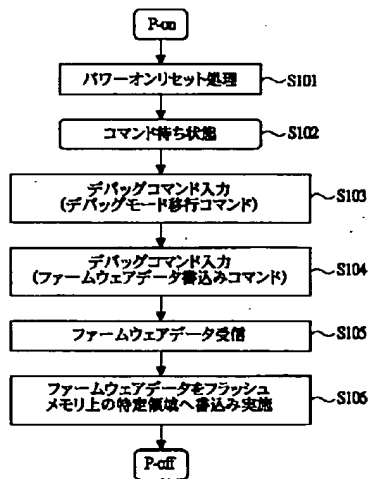 P-on
パワーオンリセット処理
S101
コマンド待ち状態
S102
デバッグコマンド入力
(デバッグモード移行コマンド)
S103
デバッグコマンド入力
(ファームウェアデータ書込みコマンド)
S104
ファームウェアデータ受信
S105
ファームウェアデータをフラッシュ
メモリ上の特定領域へ書込み実施
S106
P-off